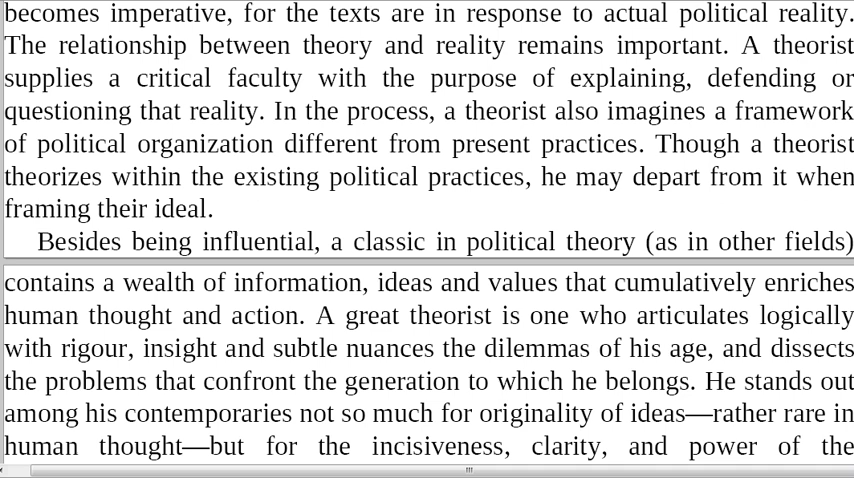 becomes imperative, for the texts are in response to actual political reality.
The relationship between theory and reality remains important. A theorist
supplies a critical faculty with the purpose of explaining, defending or
questioning that reality. In the process, a theorist also imagines a framework
of political organization different from present practices. Though a theorist
theorizes within the existing political practices, he may depart from it when
framing their ideal.
Besides being influential, a classic in political theory (as in other fields)
contains a wealth of information, ideas and values that cumulatively enriches
human thought and action. A great theorist is one who articulates logically
with rigour, insight and subtle nuances the dilemmas of his age, and dissects
the problems that confront the generation to which he belongs. He stands out
among his contemporaries not so much for originality of ideas—rather rare in
human thought—but for the incisiveness, clarity, and power of the